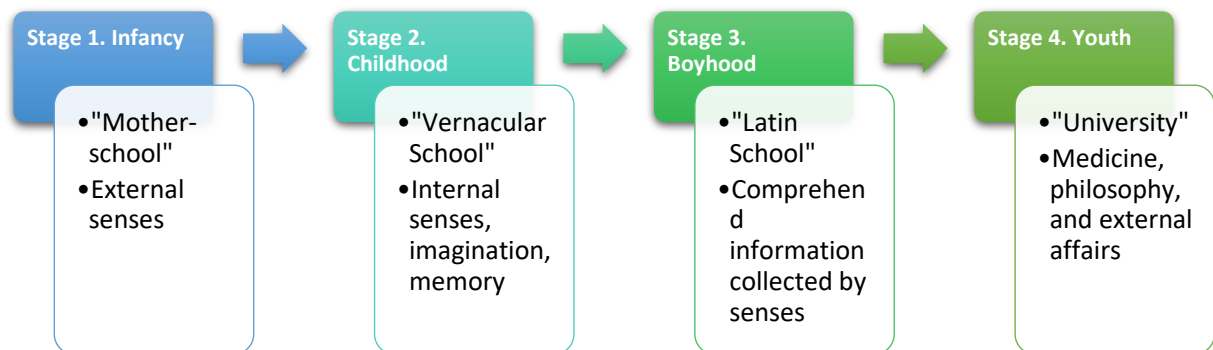 Stage 1. Infancy
•"Mother-
school"
•External
senses
Stage 2.
Childhood
•"Vernacular
School"
•Internal
senses,
imagination,
memory
Stage 3.
Boyhood
•"Latin
School"
•Comprehen
d
information
collected by
senses
Stage 4. Youth
•"University"
•Medicine,
philosophy,
and external
affairs